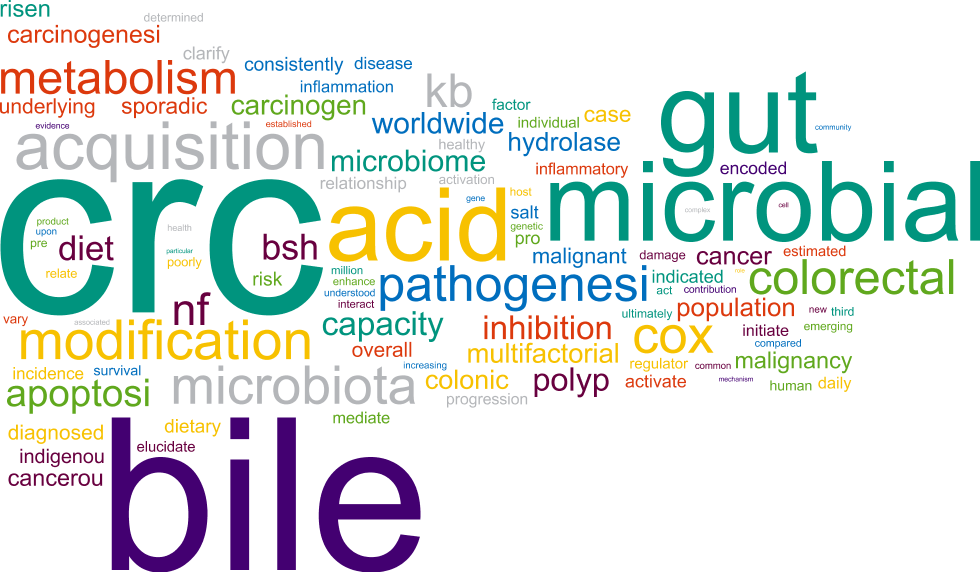 risen
determined
carcinogenesi
clarify
consistently
disease
metabolism
inflammation
kb
underlying
sporadic
carcinogen
factor
case
gut
evidence
established
worldwide
individual
community
acquisition
healthy
hydrolase
microbiome
inflammatory
encoded
relationship
activation
crc
acid
host
gene
microbial
product
health
salt
complex
cell
upon
genetic
pre
diet
particular
bsh
pro
relate
poorly
malignant
damage
cancer
estimated
risk
million
enhance
pathogenesi
indicated
role
colorectal
understood
act
contribution
interact
nf
vary
associated
capacity
ultimately
population
new
third
modification
inhibition
cox
initiate
emerging
overall
multifactorial
compared
incidence
survival
increasing
regulator
common
malignancy
apoptosi
microbiota
colonic
polyp
activate
mechanism
human
daily
progression
mediate
diagnosed
dietary
bile
elucidate
indigenou
cancerou